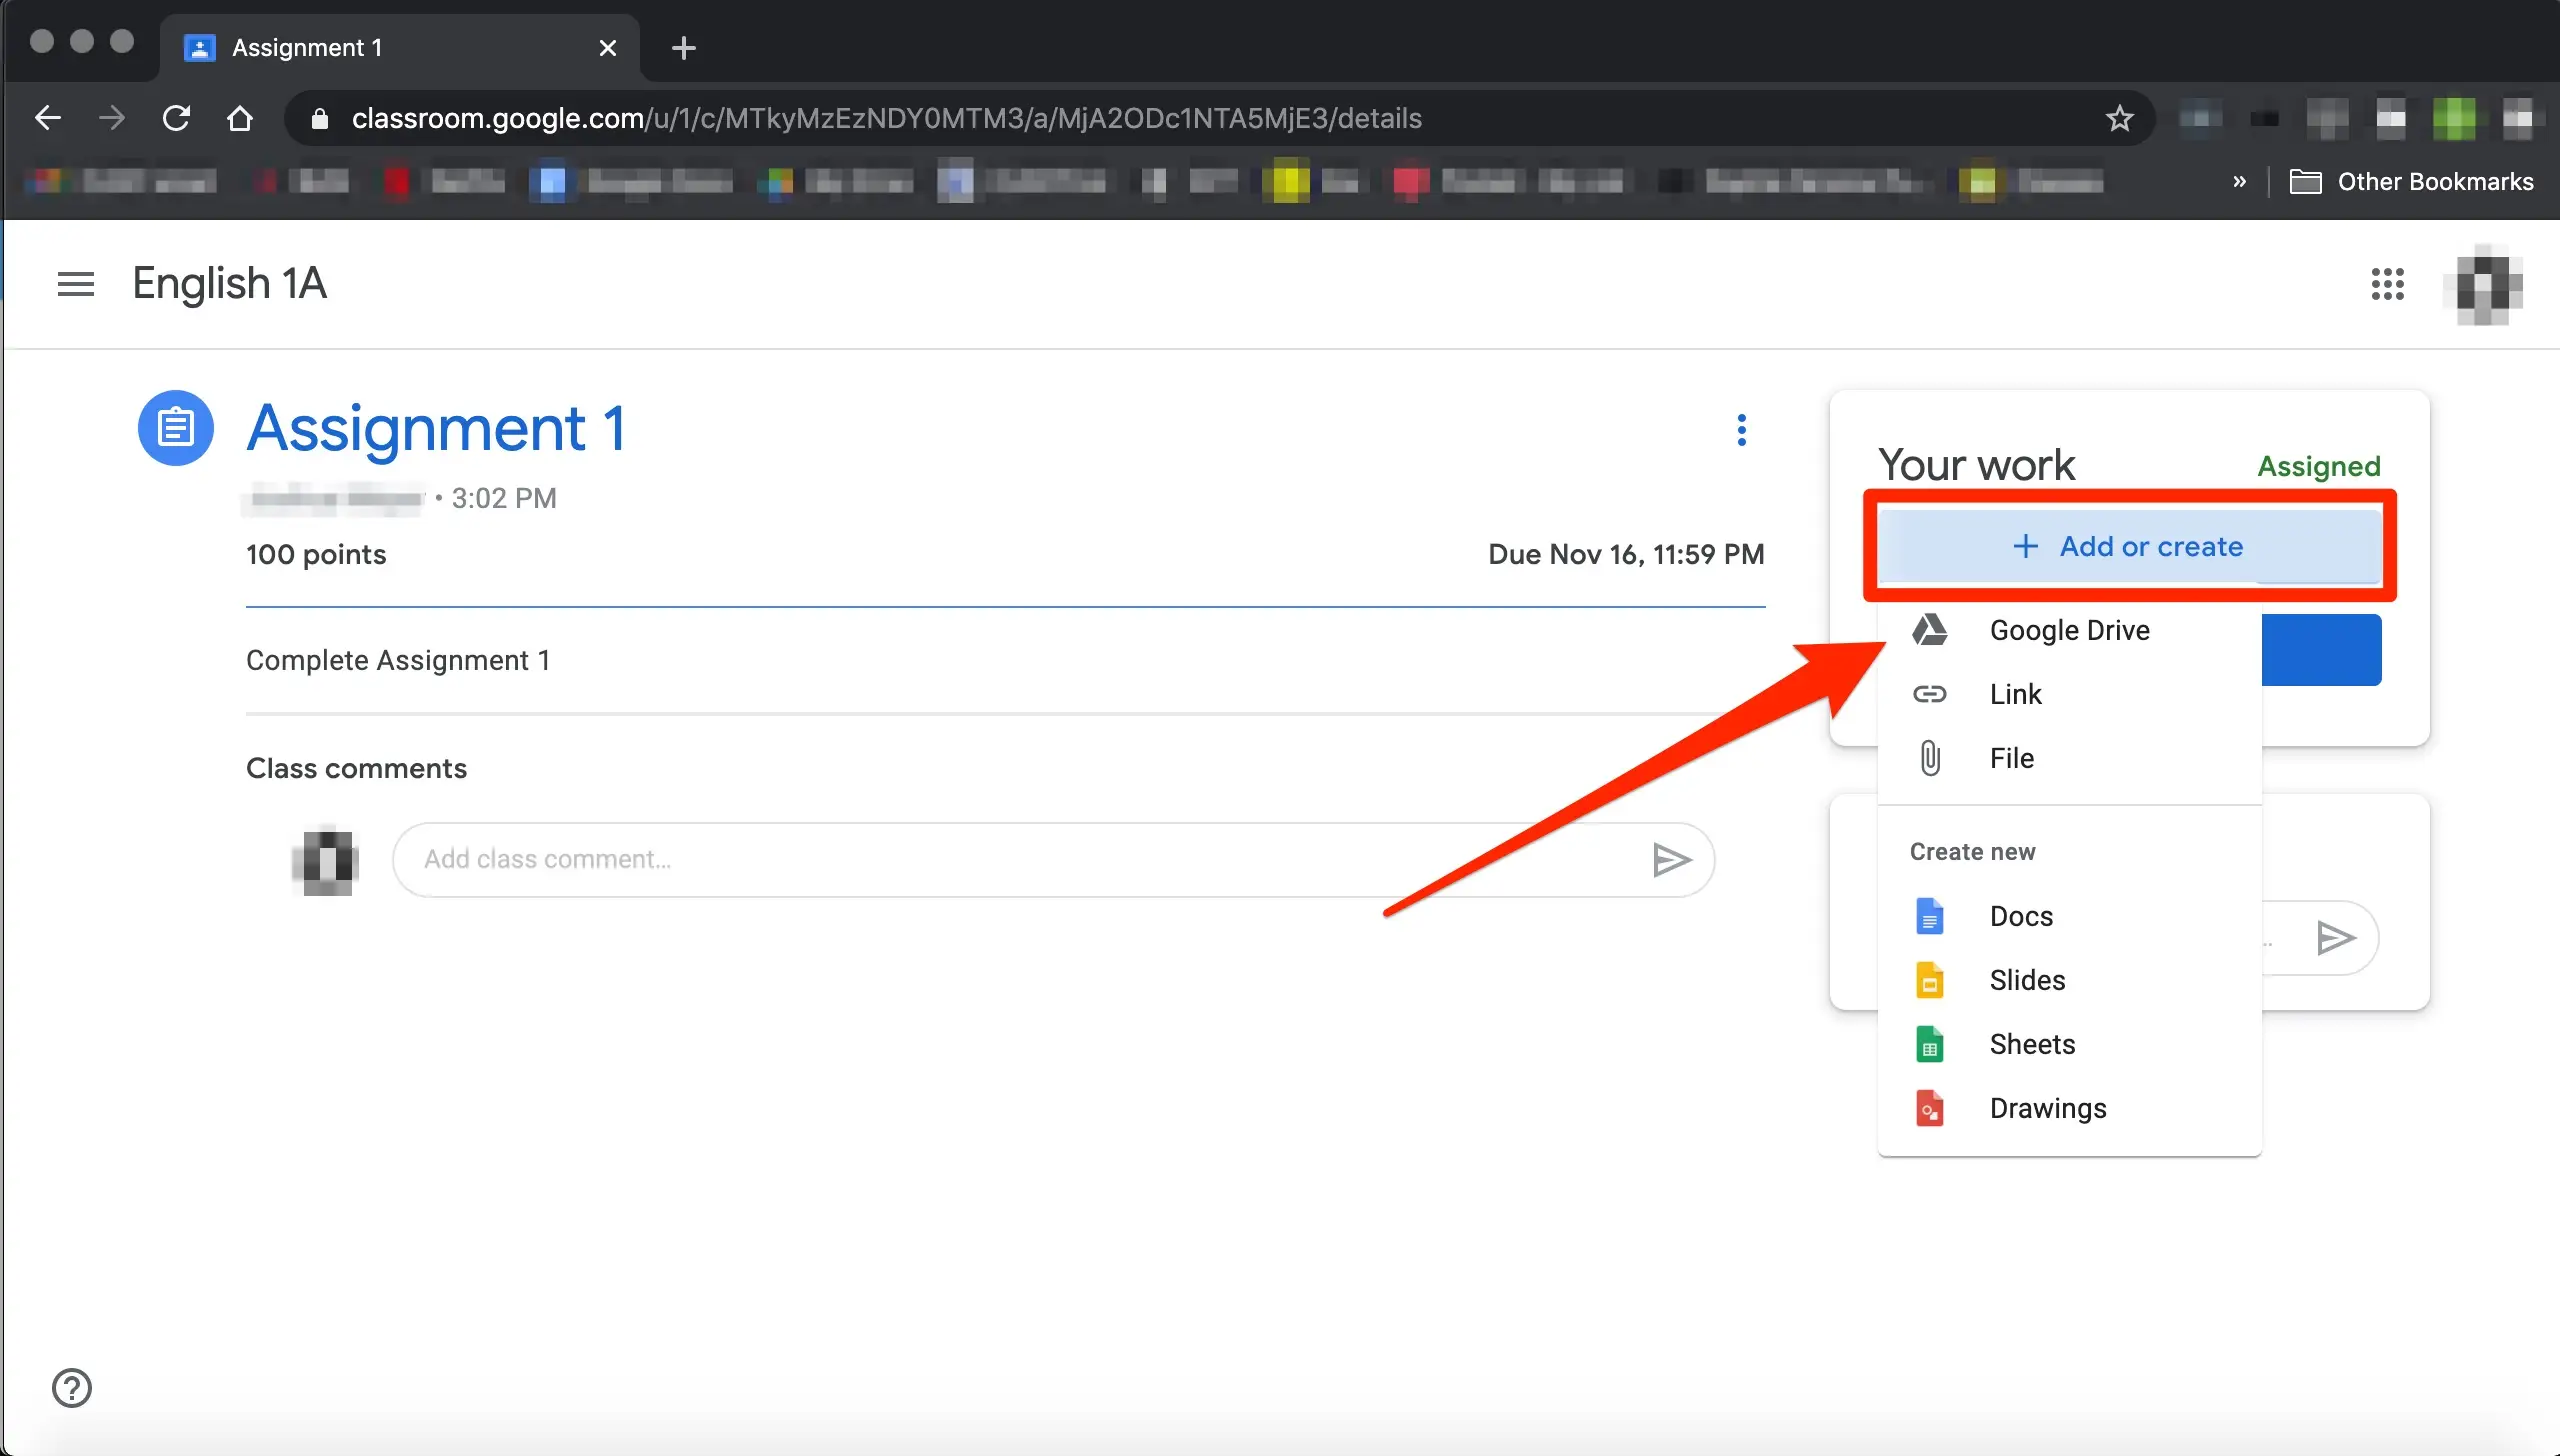 Assignment 1
classroom.google.com/u/1/c/MTkyMzEzNDY0MTM3/a/MjA2ODc1NTA5MjE3/details
» Other Bookmarks
English 1A
Assignment 1
• 3:02 PM
100 points
Due Nov 16, 11:59 PM
Complete Assignment 1
Class comments
Add class comment...
Your work
Assigned
+ Add or create
Google Drive
Link
File
Create new
Docs
Slides
Sheets
Drawings